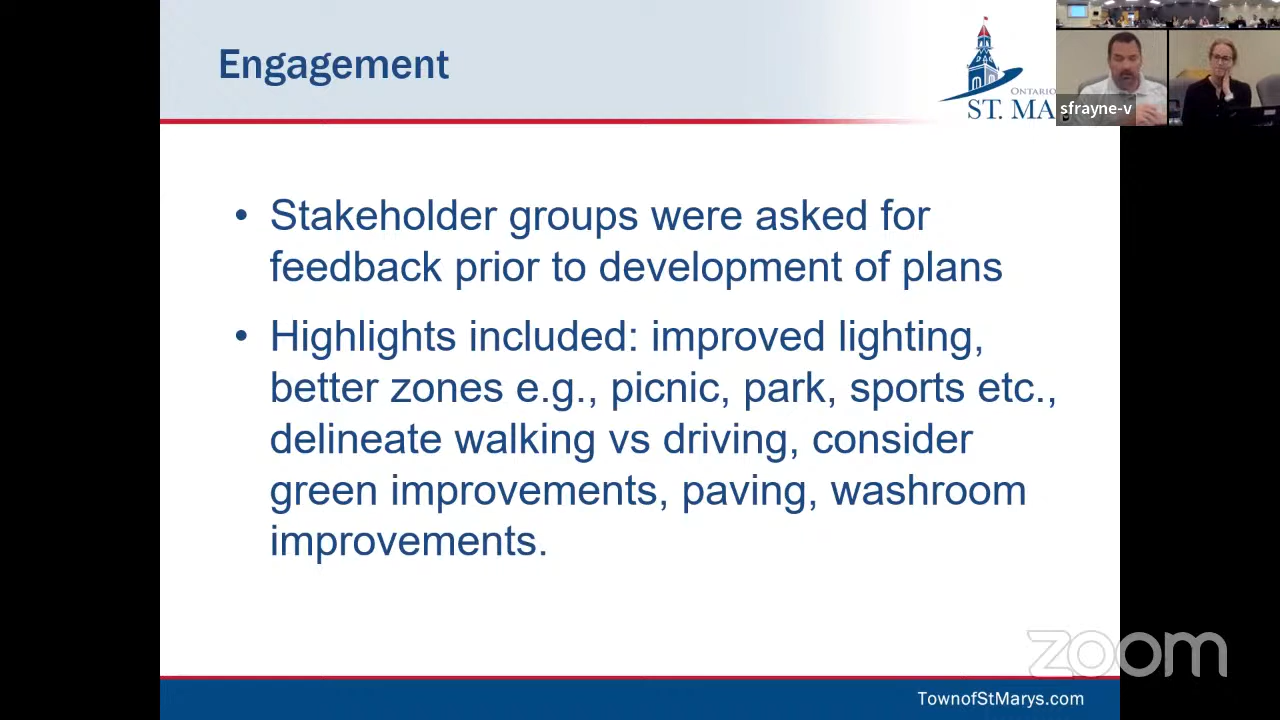 Engagement
ONTARIO
ST. MA
sfrayne-v
• Stakeholder groups were asked for
feedback prior to development of plans
• Highlights included: improved lighting,
better zones e.g., picnic, park, sports etc.,
delineate walking vs driving, consider
green improvements, paving, washroom
improvements.
zoom
TownofStMarys.com